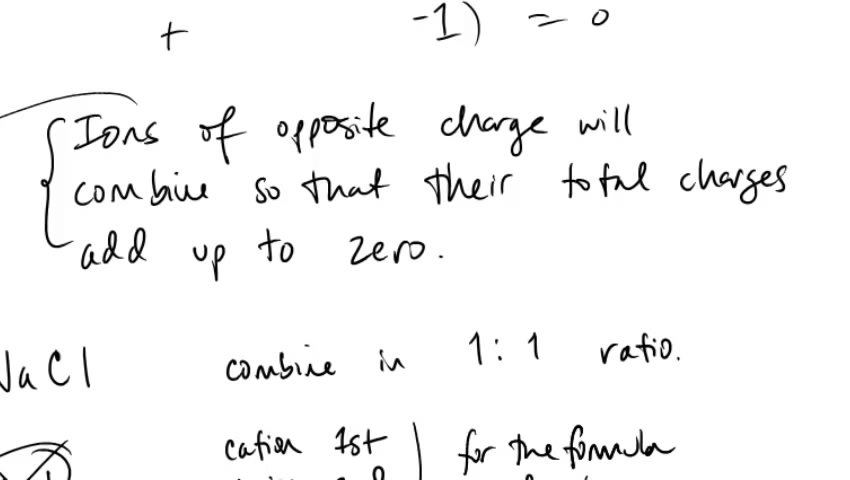 + -1) = 0
Ions of opposite charge will
combine so that their total charges
add up to zero.
NaCl combine in 1:1 ratio.
cation 1st for the formula